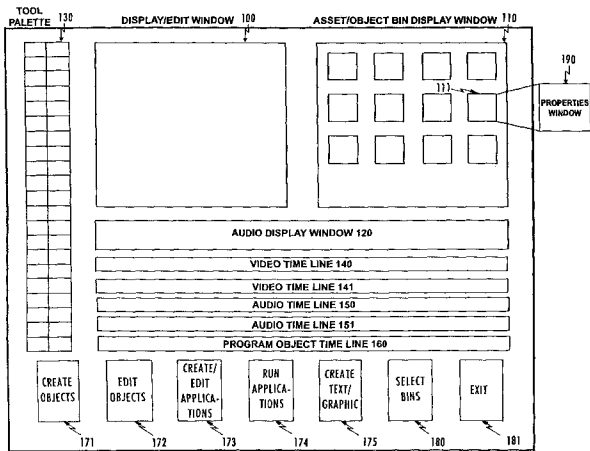 TOOL
PALETTE
130
DISPLAY/EDIT WINDOW
100
ASSET/OBJECT BIN DISPLAY WINDOW
110
111
190
PROPERTIES
WINDOW
AUDIO DISPLAY WINDOW 120
VIDEO TIME LINE 140
VIDEO TIME LINE 141
AUDIO TIME LINE 150
AUDIO TIME LINE 151
PROGRAM OBJECT TIME LINE 160
CREATE
OBJECTS
EDIT
OBJECTS
CREATE/
EDIT
APPLICA-
TIONS
RUN
APPLICA-
TIONS
CREATE
TEXT/
GRAPHIC
SELECT
BINS
EXIT
171
172
173
174
175
180
181